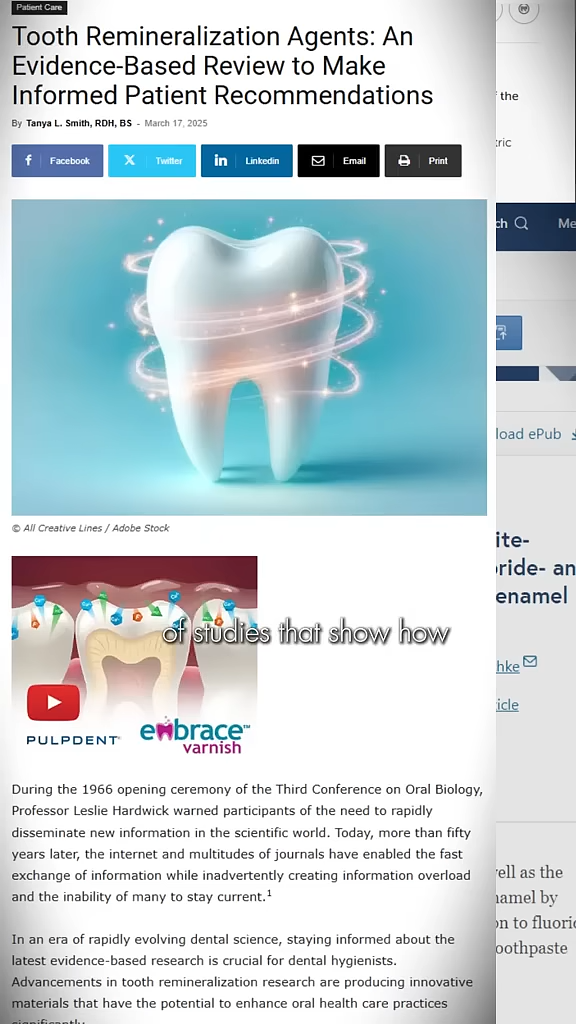 Patient Care
Tooth Remineralization Agents: An
Evidence-Based Review to Make
Informed Patient Recommendations
By Tanya L. Smith, RDH, BS - March 17, 2025
Facebook
Twitter
Linkedin
Email
Print
© All Creative Lines / Adobe Stock
of studies that show how
PULPDENT®
embrace™
varnish
During the 1966 opening ceremony of the Third Conference on Oral Biology,
Professor Leslie Hardwick warned participants of the need to rapidly
disseminate new information in the scientific world. Today, more than fifty
years later, the internet and multitudes of journals have enabled the fast
exchange of information while inadvertently creating information overload
and the inability of many to stay current.1
In an era of rapidly evolving dental science, staying informed about the
latest evidence-based research is crucial for dental hygienists.
Advancements in tooth remineralization research are producing innovative
materials that have the potential to enhance oral health care practices
significantly.
the
tric
ch
Me
load ePub
ite-
oride- an
enamel
hke
icle
ell as the
namel by
on to fluorid
oothpaste